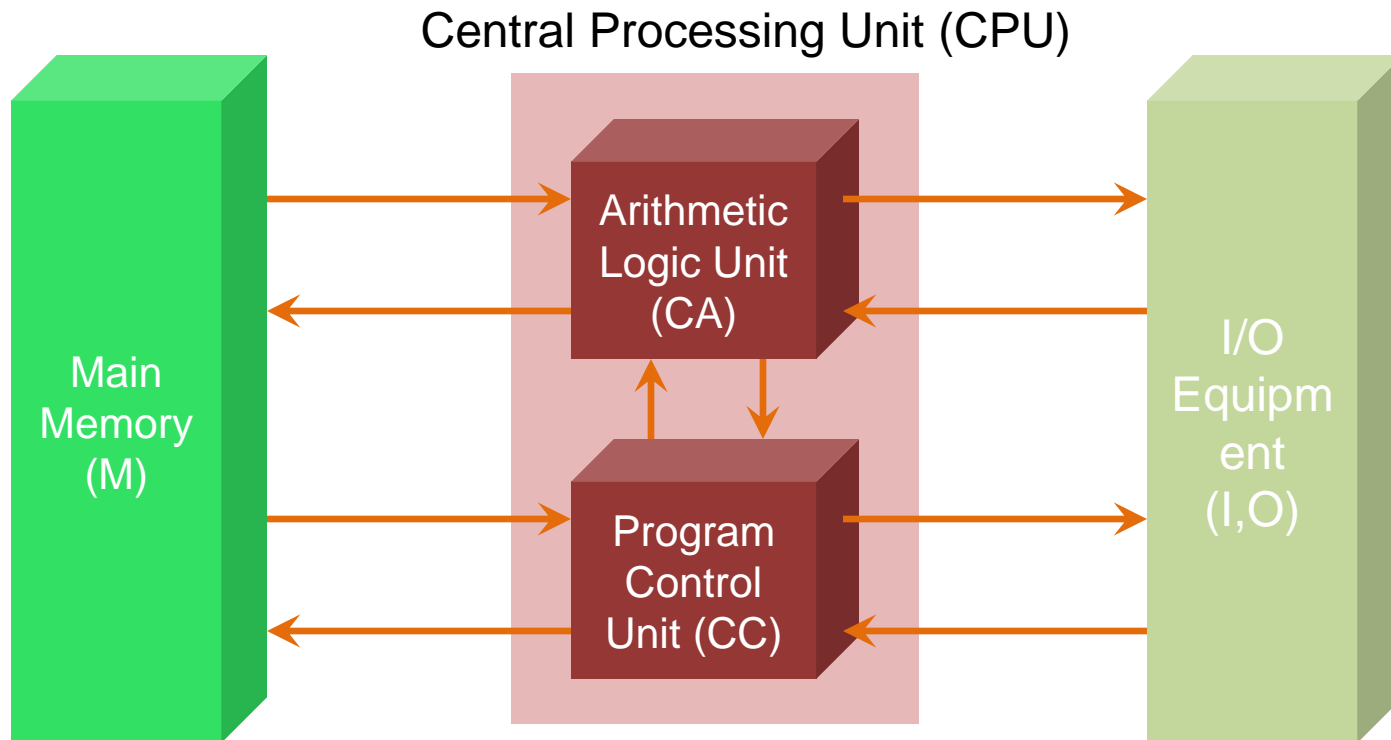 Central Processing Unit (CPU)
Main
Memory
(M)
Arithmetic
Logic Unit
(CA)
Program
Control
Unit (CC)
I/O
Equipm
ent
(I,O)